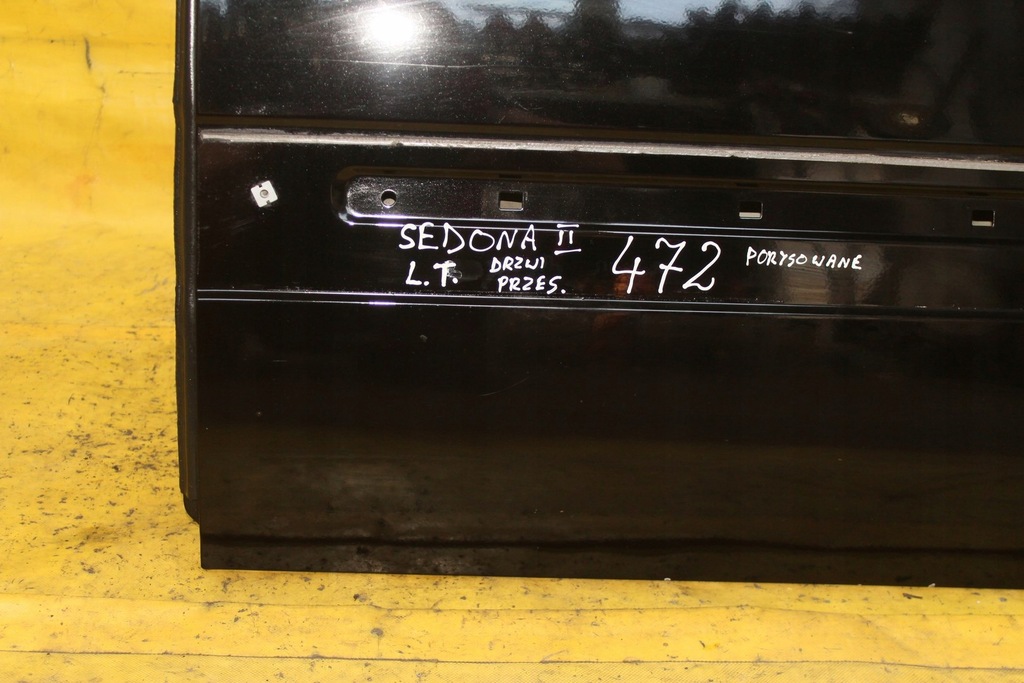 SEDONA II 472 PORYSOWANE
L.T. DRZWI
PRZES.